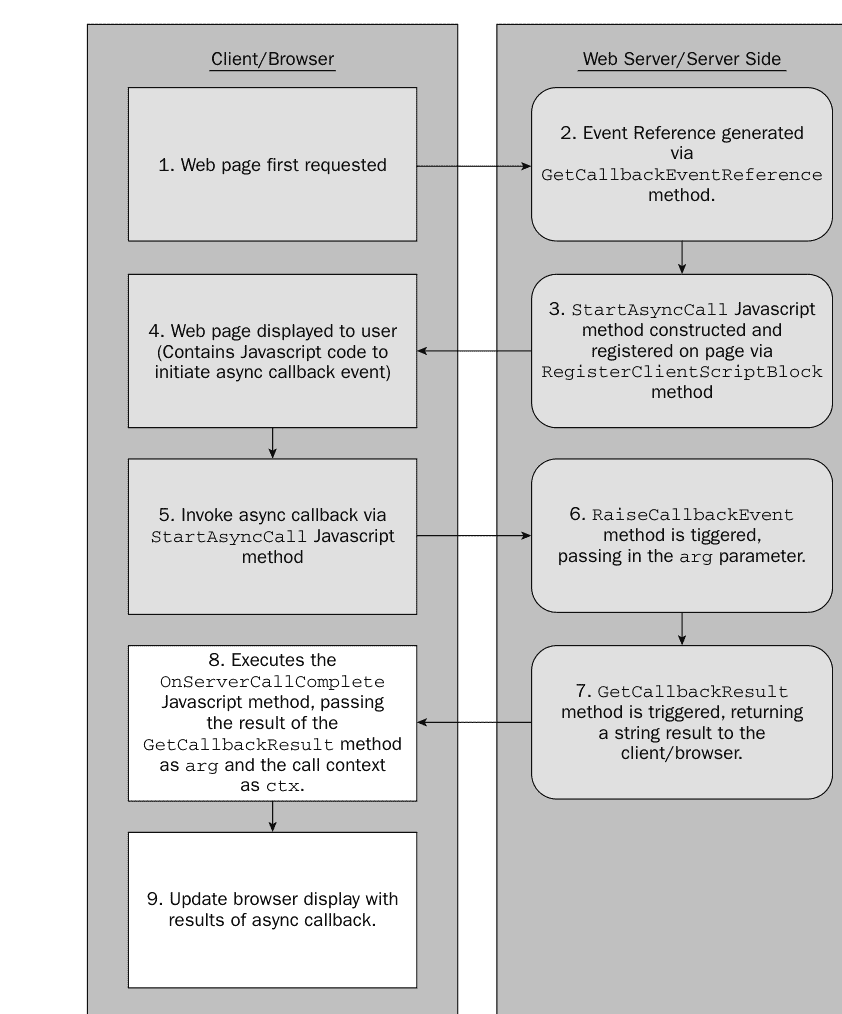 Client/Browser
Web Server/Server Side
1. Web page first requested
2. Event Reference generated
via
GetCallbackEventReference
method.
3. StartAsyncCall Javascript
method constructed and
registered on page via
RegisterClientScriptBlock
method
4. Web page displayed to user
(Contains Javascript code to
initiate async callback event)
5. Invoke async callback via
StartAsyncCall Javascript
method
6. RaiseCallbackEvent
method is tiggered,
passing in the arg parameter.
7. GetCallbackResult
method is triggered, returning
a string result to the
client/browser.
8. Executes the
OnServerCallComplete
Javascript method, passing
the result of the
GetCallbackResult method
as arg and the call context
as ctx.
9. Update browser display with
results of async callback.